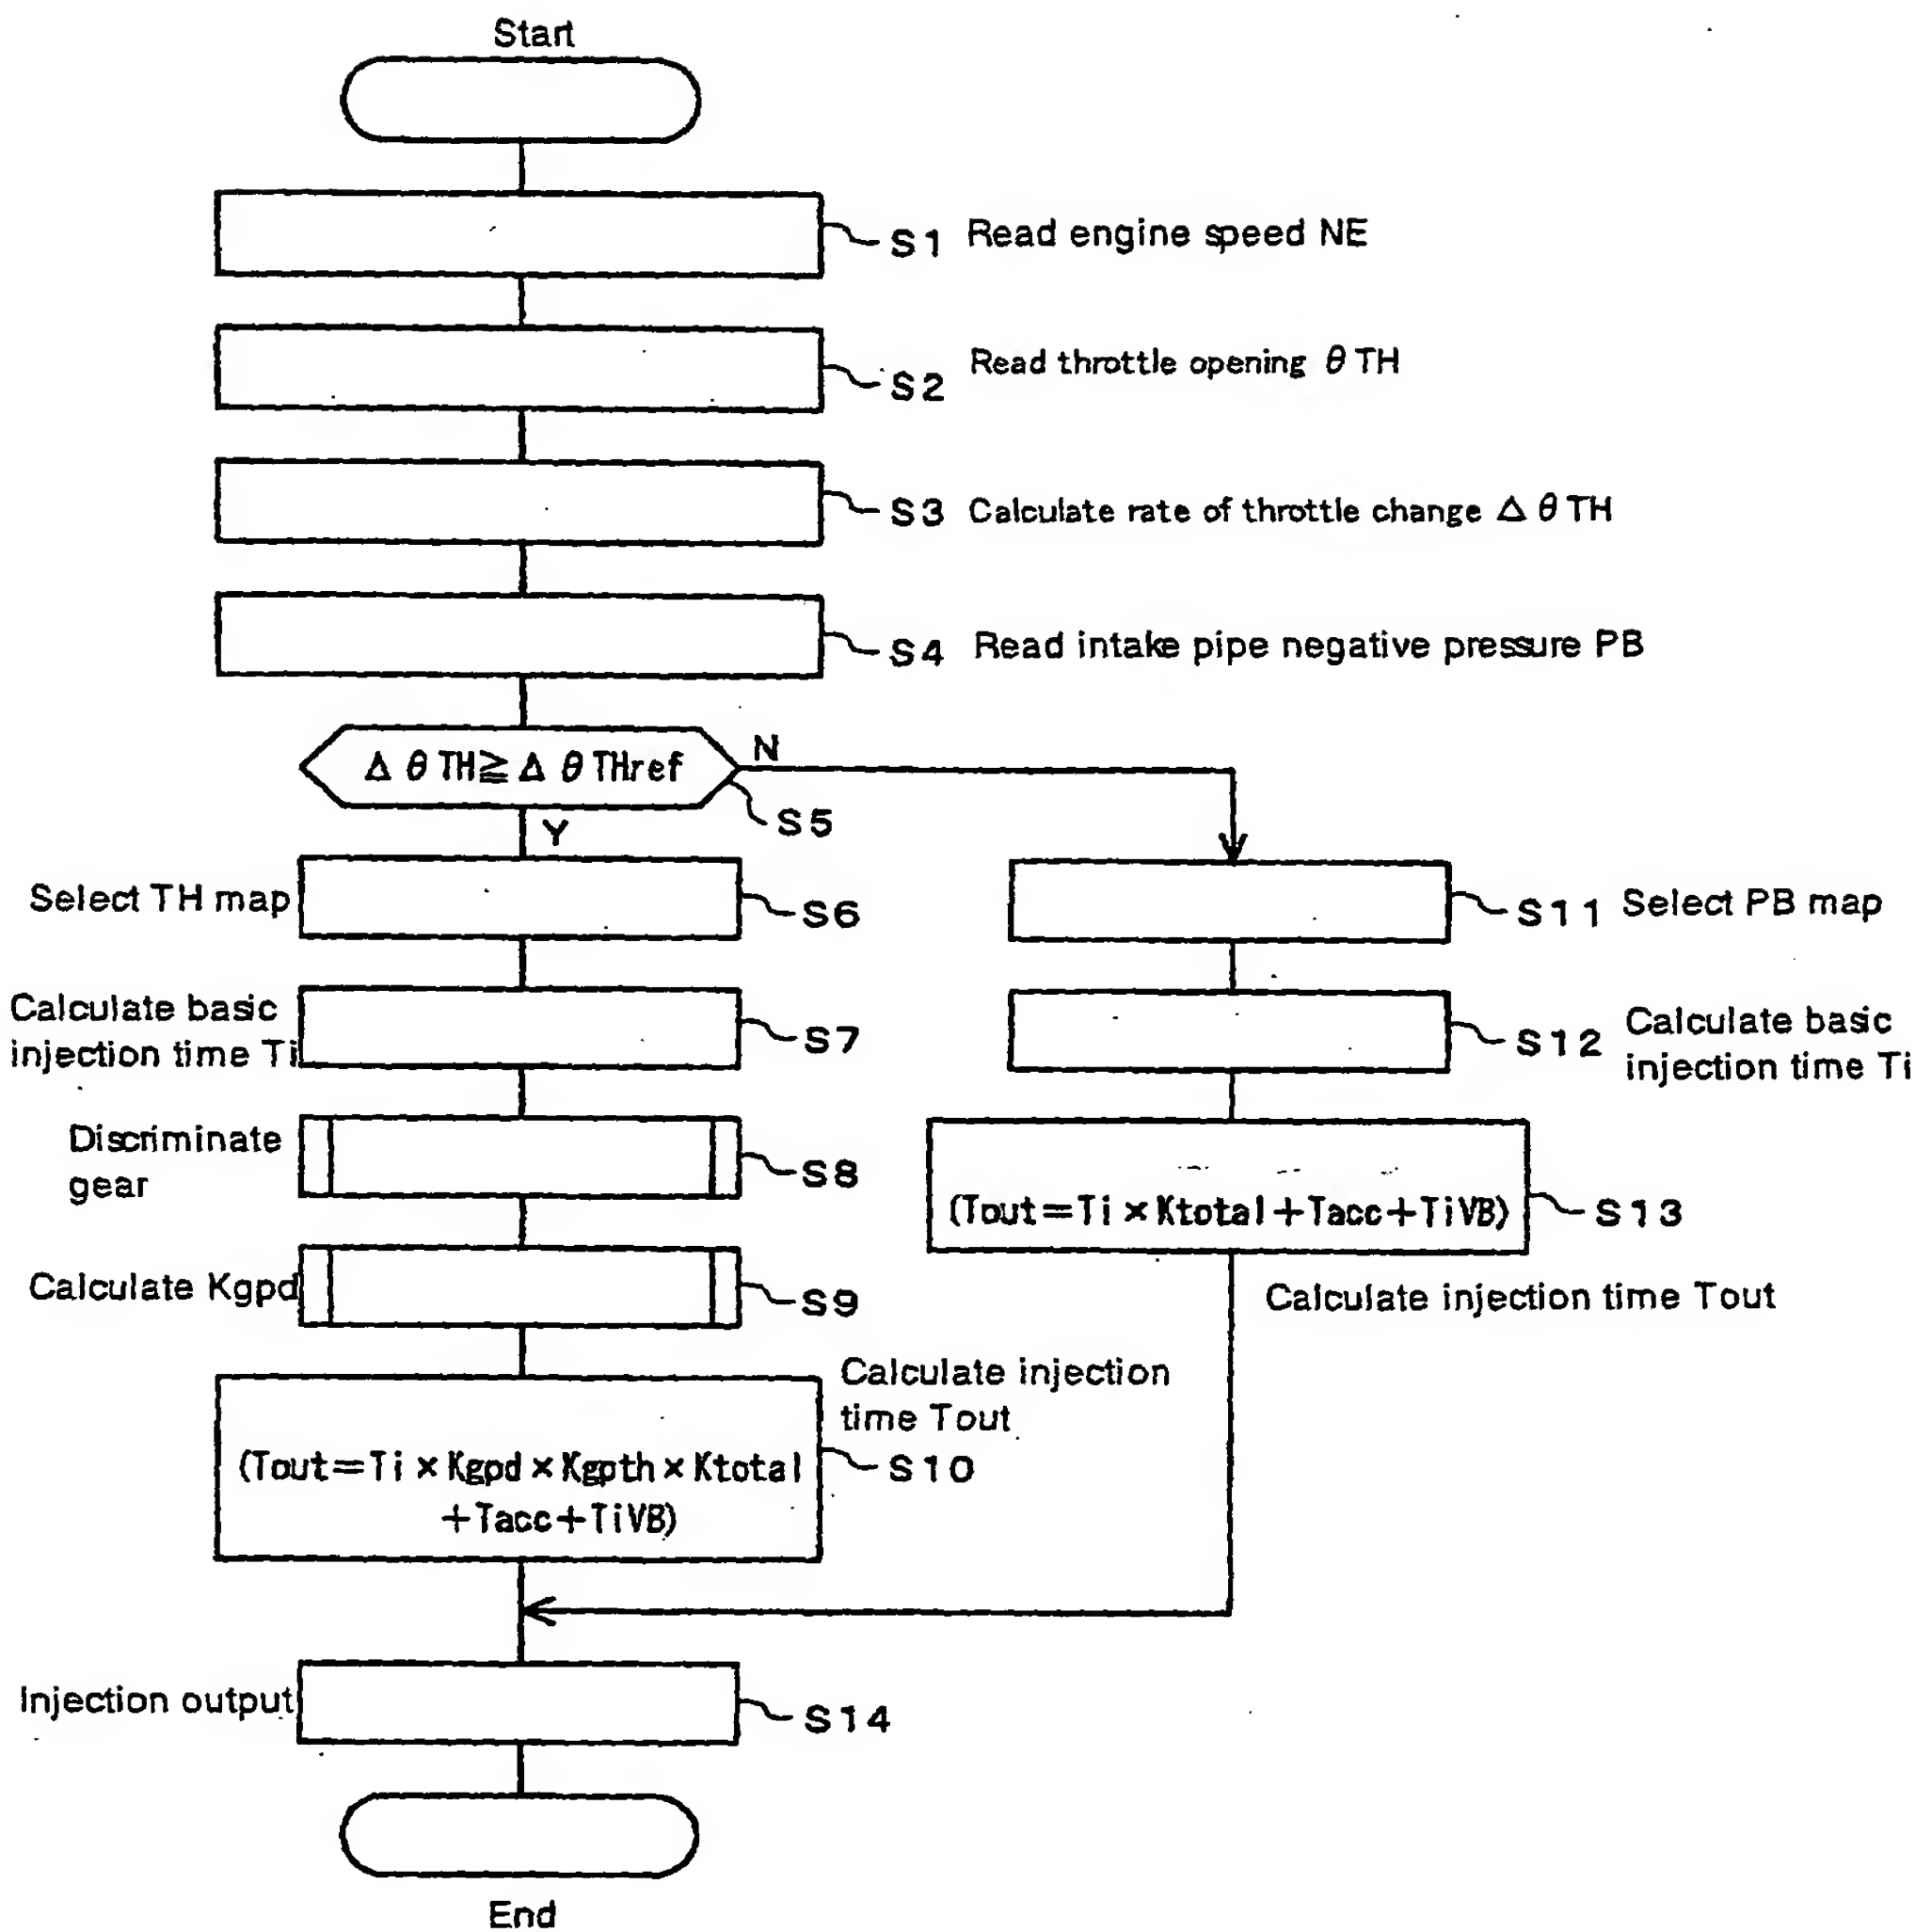 Start
S1 Read engine speed NE
S2 Read throttle opening θ TH
S3 Calculate rate of throttle change Δ θ TH
S4 Read intake pipe negative pressure PB
Δ θ TH≧Δ θ THref
N
S5
Y
Select TH map
S6
S11 Select PB map
Calculate basic
injection time Ti
S7
S12
Calculate basic
injection time Ti
Discriminate
gear
S8
(Tout=Ti×Ktotal+Tacc+TiVB)
S13
Calculate injection time Tout
Calculate Kgpd
S9
Calculate injection
time Tout
(Tout=Ti×Kgpd×Kgpth×Ktotal
+Tacc+TiVB)
S10
Injection output
S14
End